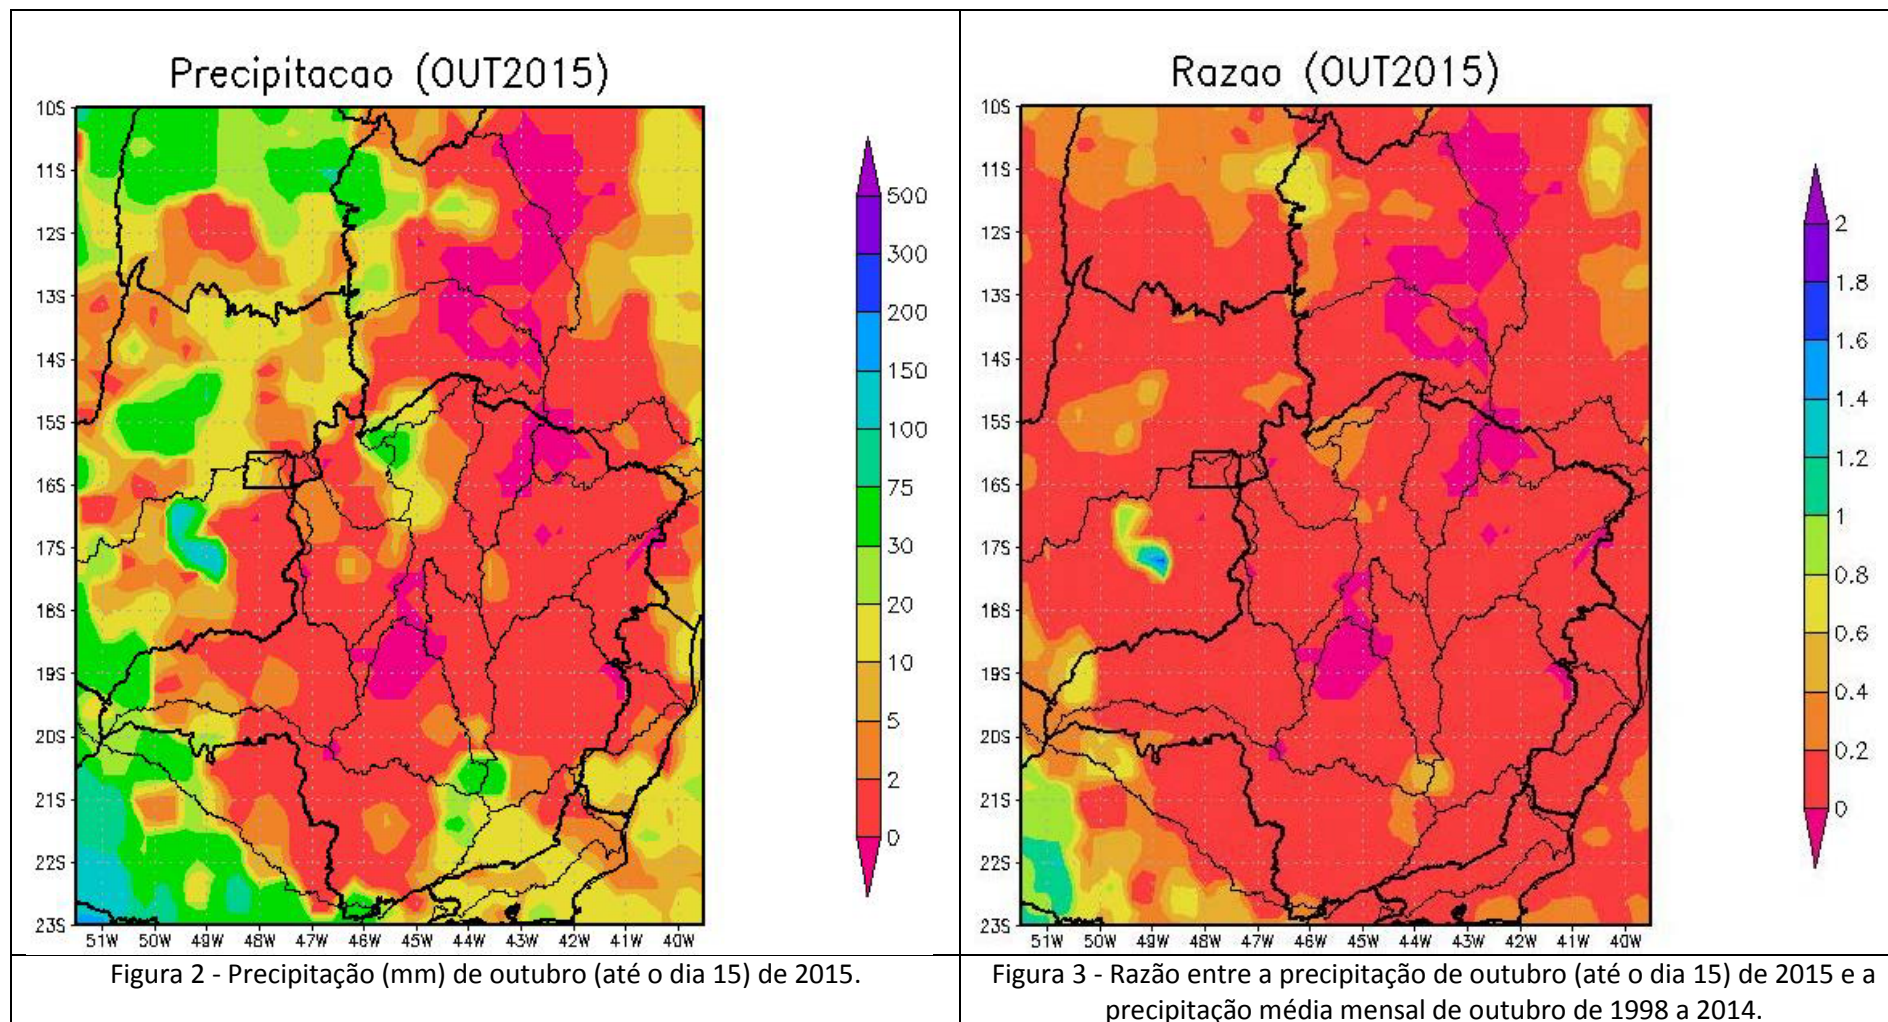 Precipitacao (OUT2015)
10S
11S
12S
13S
14S
15S
16S
17S
18S
19S
20S
21S
22S
23S
51W 50W 49W 48W 47W 46W 45W 44W 43W 42W 41W 40W
500
300
200
150
100
75
30
20
10
5
2
0
Figura 2 - Precipitação (mm) de outubro (até o dia 15) de 2015.
Razao (OUT2015)
10S
11S
12S
13S
14S
15S
16S
17S
18S
19S
20S
21S
22S
23S
51W 50W 49W 48W 47W 46W 45W 44W 43W 42W 41W 40W
2
1.8
1.6
1.4
1.2
1
0.8
0.6
0.4
0.2
0
Figura 3 - Razão entre a precipitação de outubro (até o dia 15) de 2015 e a
precipitação média mensal de outubro de 1998 a 2014.